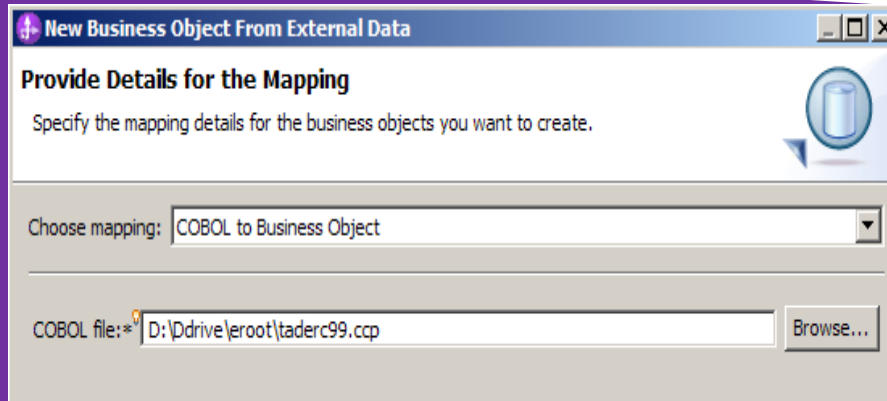 New Business Object From External Data
Provide Details for the Mapping
Specify the mapping details for the business objects you want to create.
Choose mapping: COBOL to Business Object
COBOL file:* D:\Ddrive\eroot\taderc99.ccp Browse...